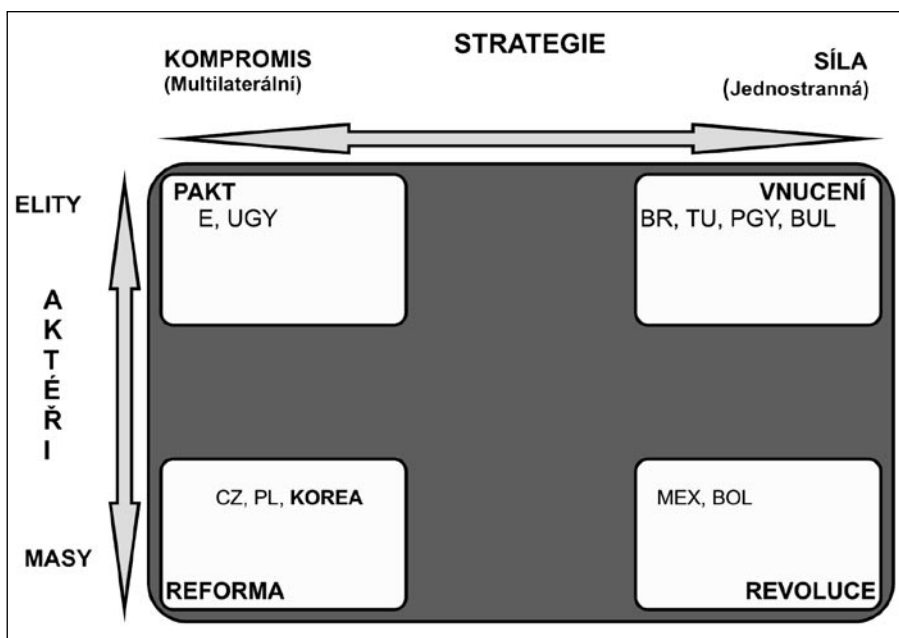 STRATEGIE
KOMPROMIS
(Multilaterální)
SÍLA
(Jednostranná)
ELITY
AKTÉŘI
MASY
PAKT
E, UGY
VNUCENÍ
BR, TU, PGY, BUL
CZ, PL, KOREA
REFORMA
MEX, BOL
REVOLUCE